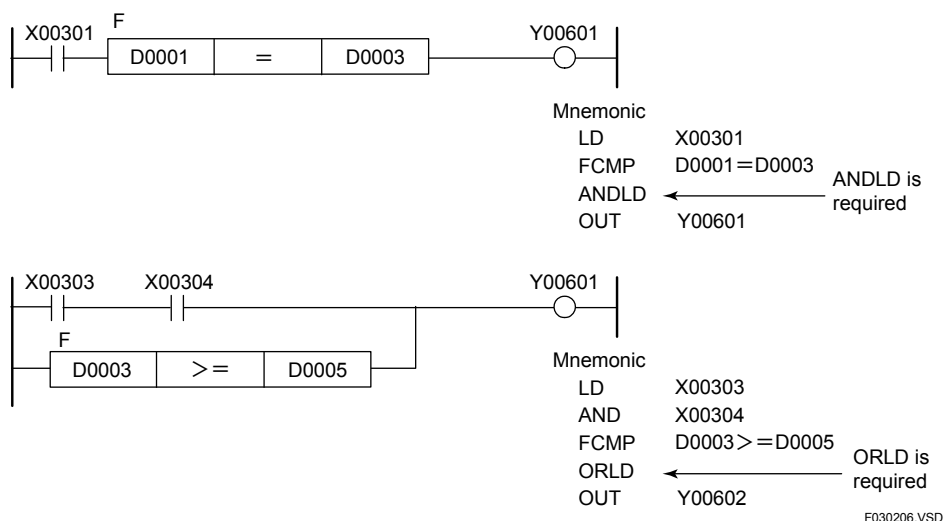 F
X00301 Y00601
D0001 = D0003
Mnemonic
LD X00301
FCMP D0001=D0003
ANDLD
OUT Y00601
ANDLD is
required
X00303 X00304 Y00601
F
D0003 >= D0005
Mnemonic
LD X00303
AND X00304
FCMP D0003>=D0005
ORLD
OUT Y00602
ORLD is
required
F030206.VSD